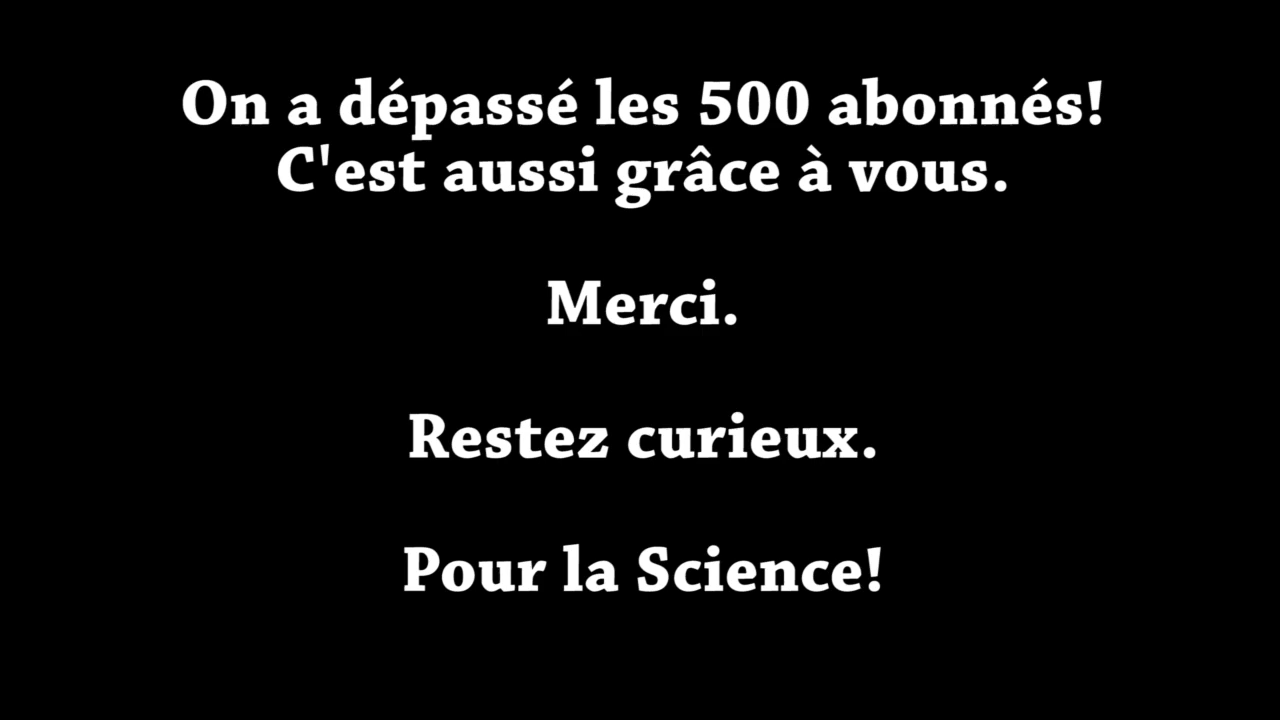 On a dépassé les 500 abonnés!
C'est aussi grâce à vous.
Merci.
Restez curieux.
Pour la Science!